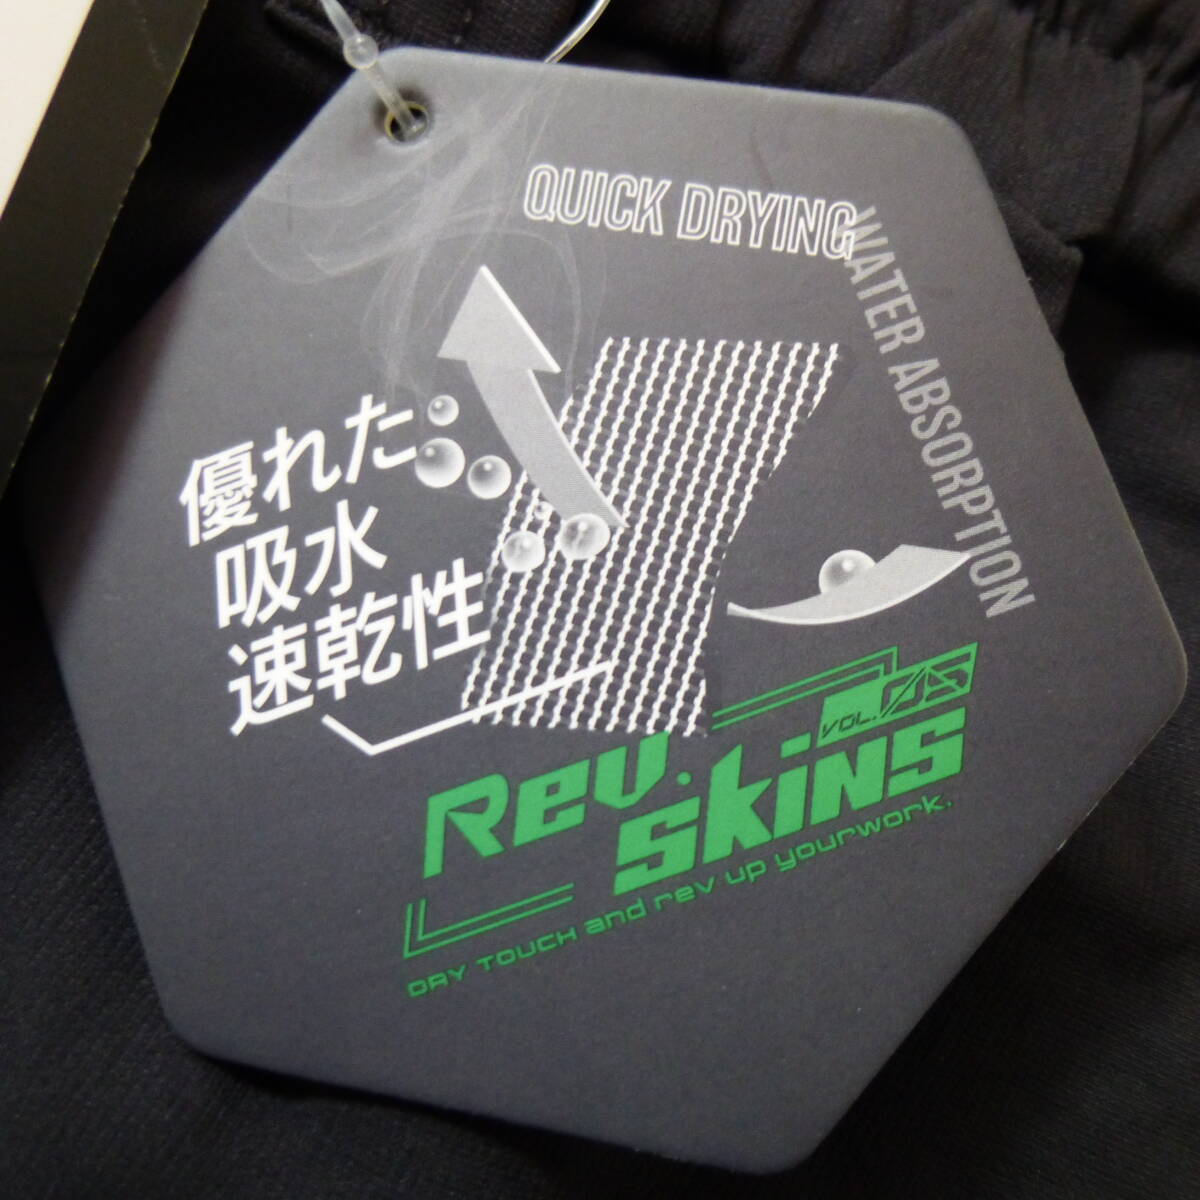 QUICK DRYING
WATER ABSORPTION
優れた
吸水
速乾性
VOL.05
Rev.
Skins
DRY TOUCH and rev up yourwork.